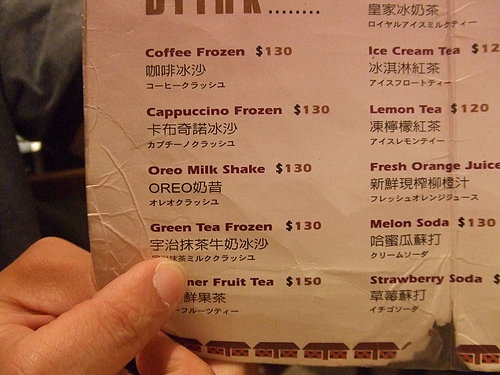 DrINK........
Coffee Frozen $130
咖啡冰沙
コーヒークラッシュ
Cappuccino Frozen $130
卡布奇諾冰沙
カプチーノクラッシュ
Oreo Milk Shake $130
OREO奶昔
オレオクラッシュ
Green Tea Frozen $130
宇治抹茶牛奶冰沙
宇治抹茶ミルククラッシュ
mer Fruit Tea $150
鮮果茶
ーフルーツティー
皇家冰奶茶
ロイヤルアイスミルクティー
Ice Cream Tea $12
冰淇淋紅茶
アイスフロートティー
Lemon Tea $120
凍檸檬紅茶
アイスレモンティー
Fresh Orange Juice
新鮮現榨柳橙汁
フレッシュオレンジジュース
Melon Soda $130
哈蜜瓜蘇打
クリームソーダ
Strawberry Soda $
草莓蘇打
イチゴソーダ